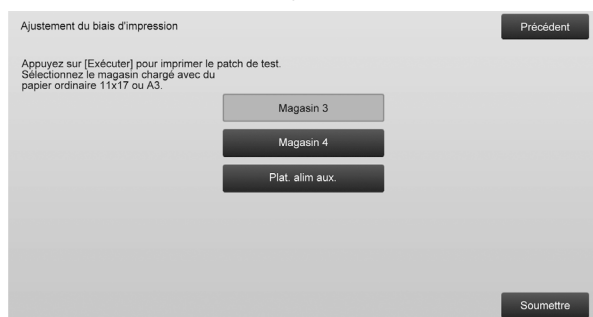 Ajustement du biais d'impression
Précédent
Appuyez sur [Exécuter] pour imprimer le patch de test.
Sélectionnez le magasin chargé avec du
papier ordinaire 11x17 ou A3.
Magasin 3
Magasin 4
Plat. alim aux.
Soumettre